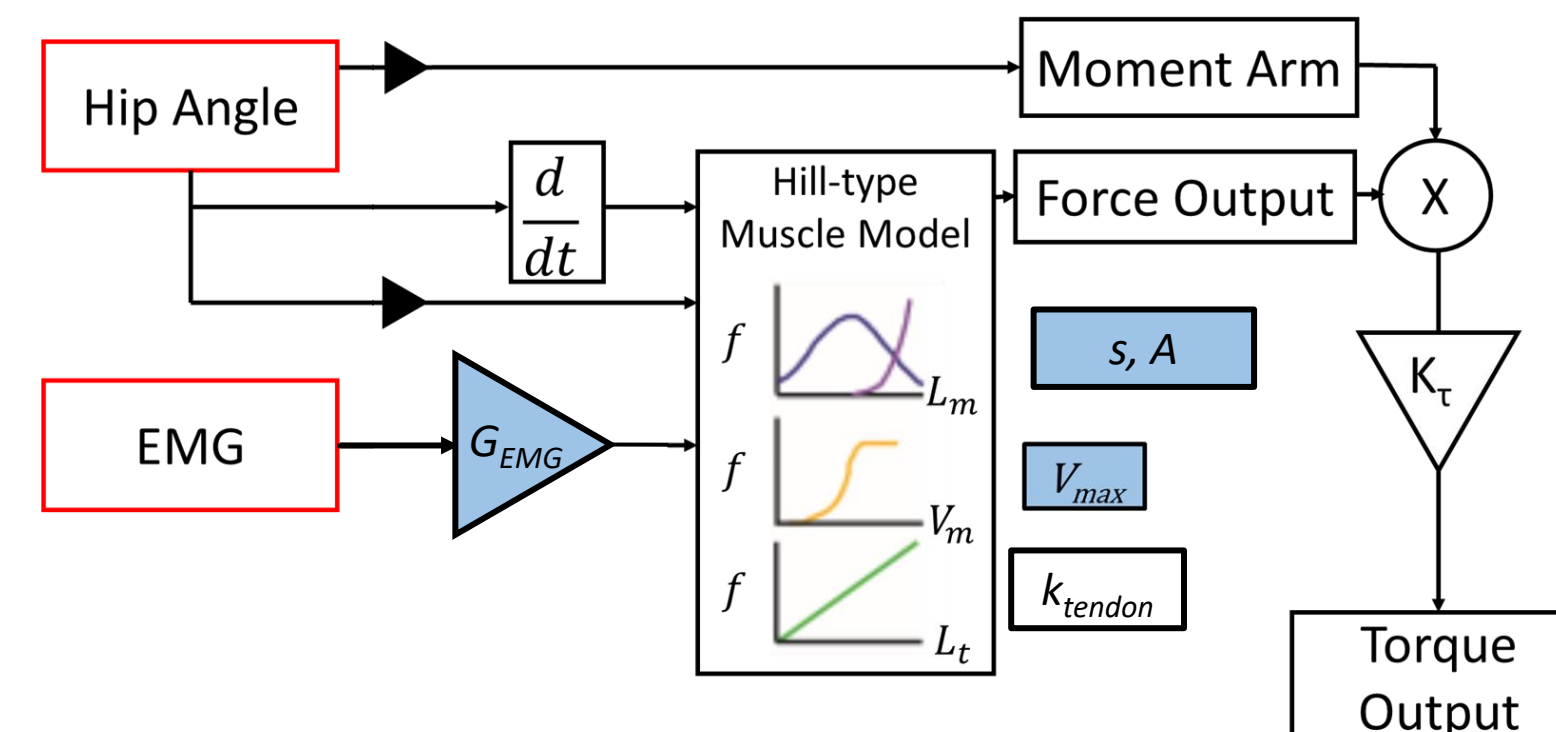 Hip Angle
Moment Arm
d
dt
Hill-type
Muscle Model
Force Output
X
f
L_m
s, A
K_τ
EMG
G_EMG
f
V_m
V_max
f
L_t
k_tendon
Torque
Output